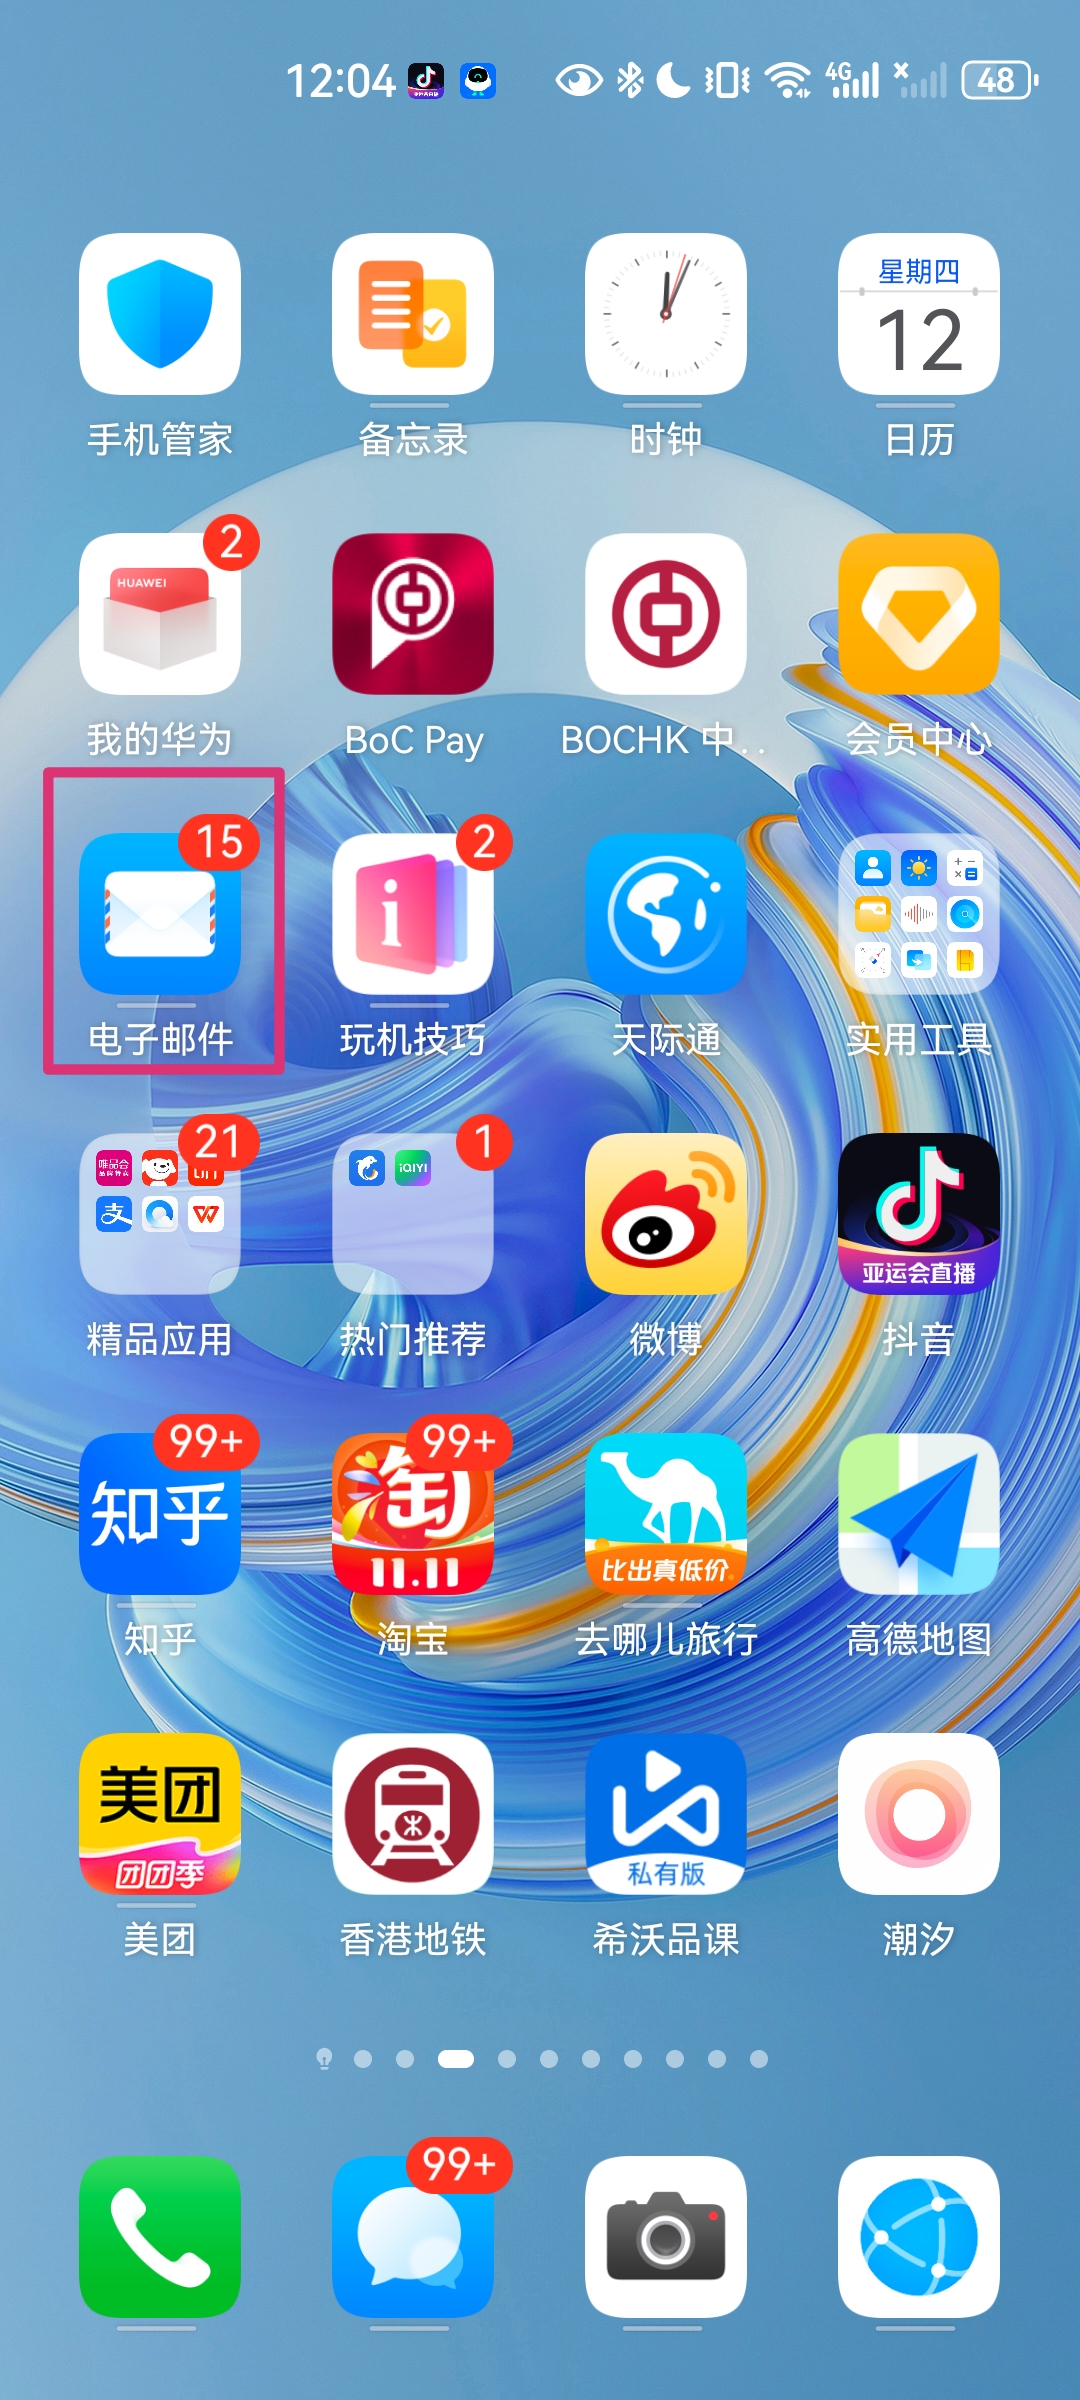 12:04
4G
48
星期四
12
手机管家
备忘录
时钟
日历
2
HUAWEI
我的华为
BoC Pay
BOCHK 中..
会员中心
15
2
电子邮件
玩机技巧
天际通
实用工具
21
1
唯品会
iQIYI
支
亚运会直播
精品应用
热门推荐
微博
抖音
99+
99+
知乎
淘
11.11
比出真低价
知乎
淘宝
去哪儿旅行
高德地图
美团
团团季
私有版
美团
香港地铁
希沃品课
潮汐
99+